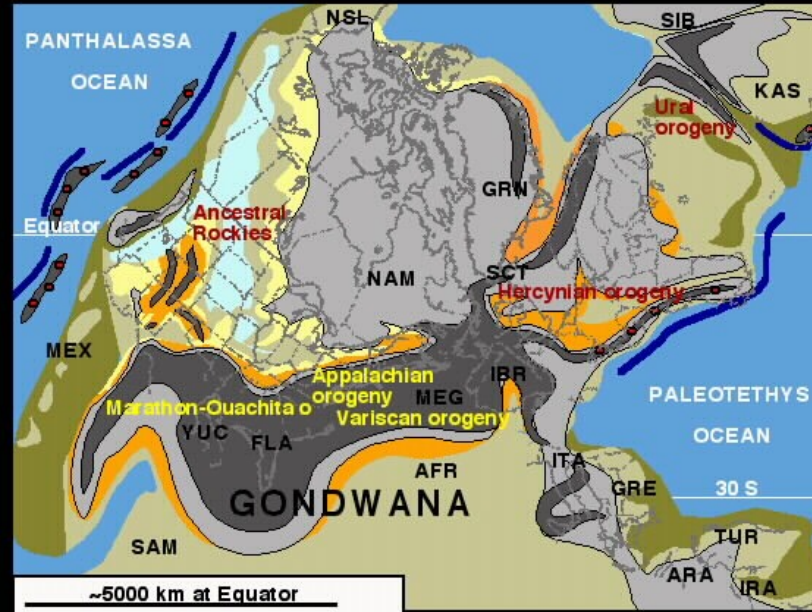 NSL
SIB
PANTHALASSA
OCEAN
KAS
Ural
orogeny
GRN
Ancestral
Rockies
Equator
SCT
NAM
Hercynian orogeny
MEX
Appalachian
orogeny
IBR
Marathon-Ouachita o
MEG
Variscan orogeny
PALEOTETHYS
OCEAN
YUC
FLA
AFR
ITA
GRE
30 S
GONDWANA
SAM
TUR
ARA
IRA
~5000 km at Equator